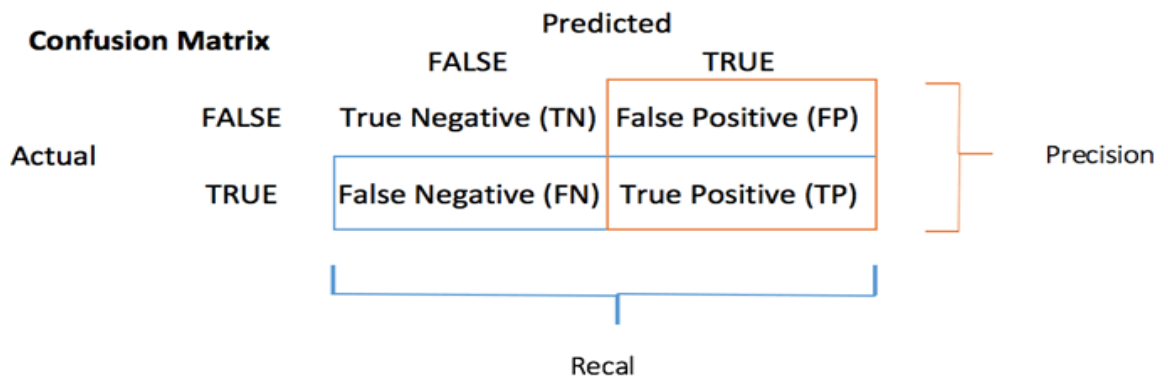 Confusion Matrix
Predicted
FALSE TRUE
FALSE True Negative (TN) False Positive (FP)
Actual
Precision
TRUE False Negative (FN) True Positive (TP)
Recal